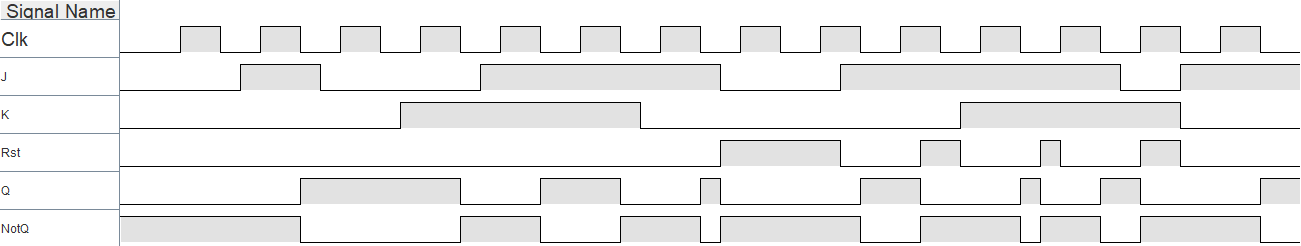 Signal Name
Clk
J
K
Rst
Q
NotQ